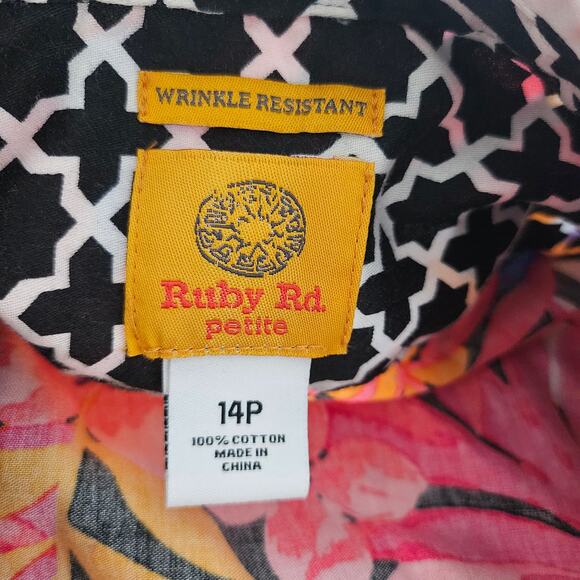 WRINKLE RESISTANT
Ruby Rd.
petite
14P
100% COTTON
MADE IN
CHINA